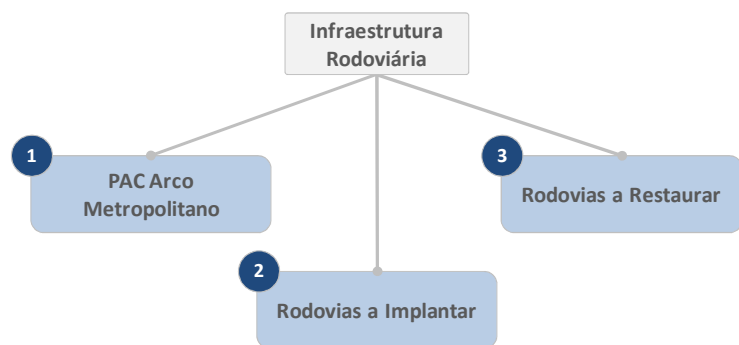 Infraestrutura
Rodoviária
1
PAC Arco
Metropolitano
2
Rodovias a Implantar
3
Rodovias a Restaurar